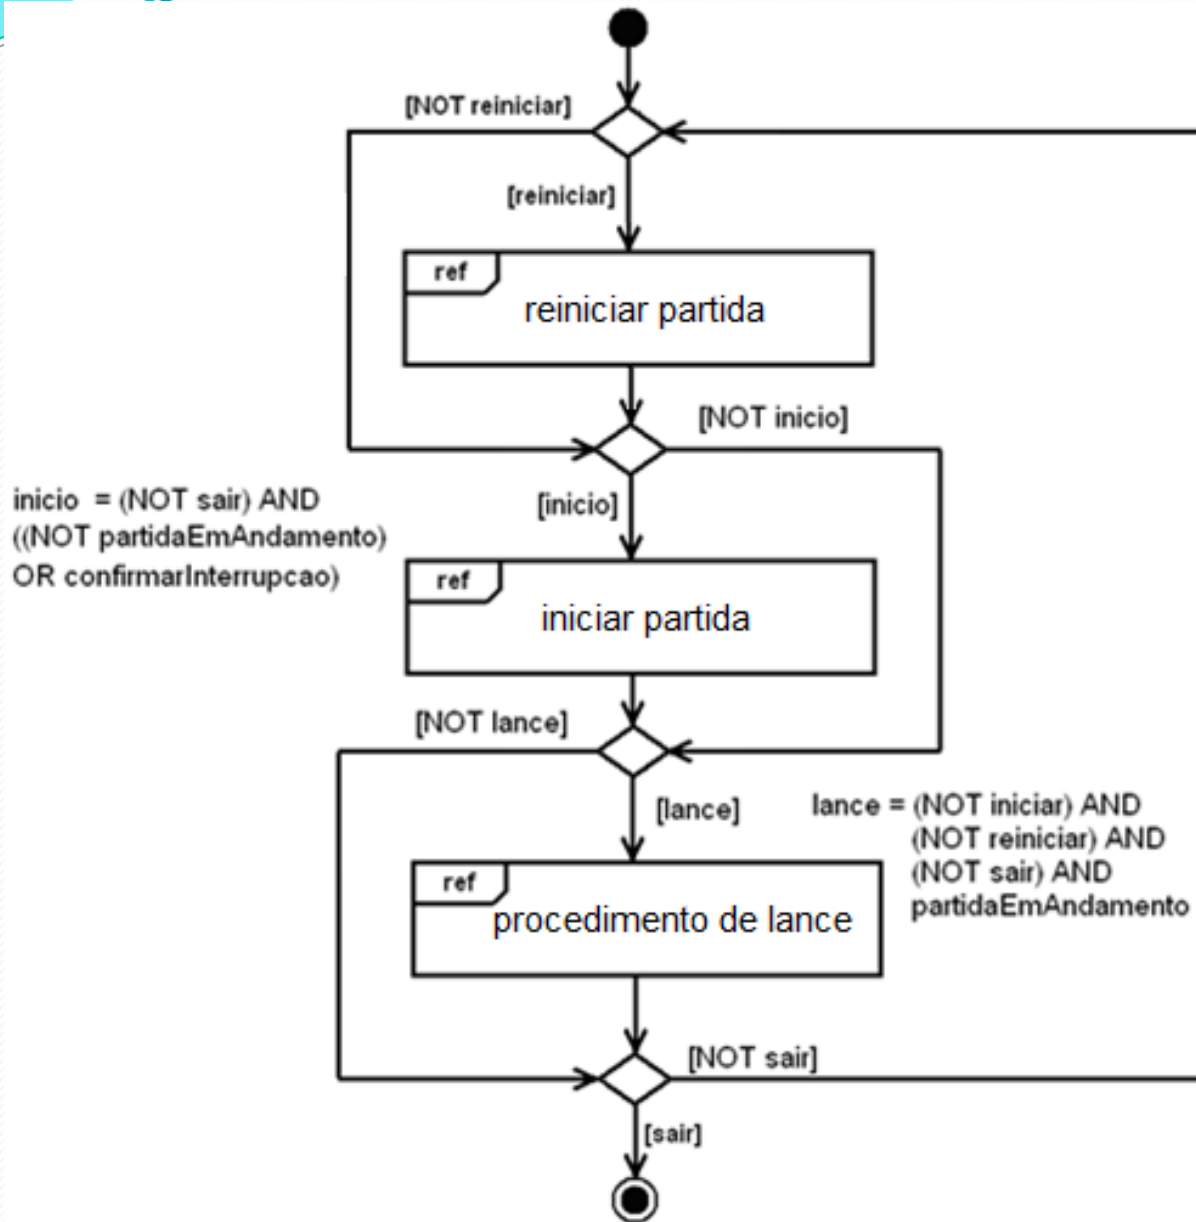 [NOT reiniciar]
[reiniciar]
ref
reiniciar partida
[NOT inicio]
inicio = (NOT sair) AND
((NOT partidaEmAndamento)
OR confirmarInterrupcao)
[inicio]
ref
iniciar partida
[NOT lance]
[lance]
lance = (NOT iniciar) AND
(NOT reiniciar) AND
(NOT sair) AND
partidaEmAndamento
ref
procedimento de lance
[NOT sair]
[sair]